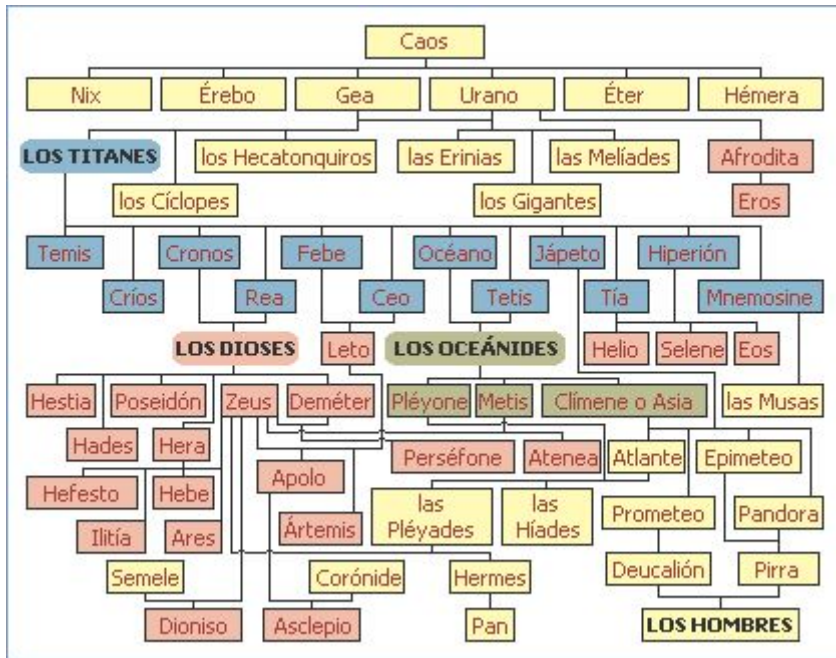 Caos
Nix Érebo Gea Urano Éter Hémera
LOS TITANES los Hecatonquiros las Erinias las Melíades Afrodita
los Cíclopes los Gigantes Eros
Temis Cronos Febe Océano Jápeto Hiperión
Críos Rea Ceo Tetis Tía Mnemosine
LOS DIOSES Leto LOS OCEÁNIDES Helio Selene Eos
Hestia Poseidón Zeus Deméter Pléyone Metis Clímene o Asia las Musas
Hades Hera Perséfone Atenea Atlante Epimeteo
Hefesto Hebe Apolo las Pléyades las Híades Prometeo Pandora
Ilitía Ares Ártemis
Semele Corónide Hermes Deucalión Pirra
Dioniso Asclepio Pan LOS HOMBRES